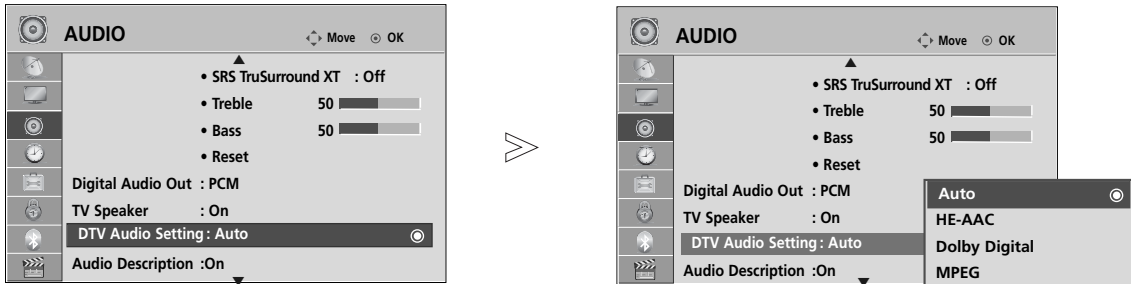 AUDIO
Move OK
• SRS TruSurround XT : Off
• Treble 50
• Bass 50
• Reset
Digital Audio Out : PCM
TV Speaker : On
DTV Audio Setting : Auto
Audio Description :On
AUDIO
Move OK
• SRS TruSurround XT : Off
• Treble 50
• Bass 50
• Reset
Digital Audio Out : PCM
TV Speaker : On
DTV Audio Setting : Auto
Audio Description :On
Auto
HE-AAC
Dolby Digital
MPEG